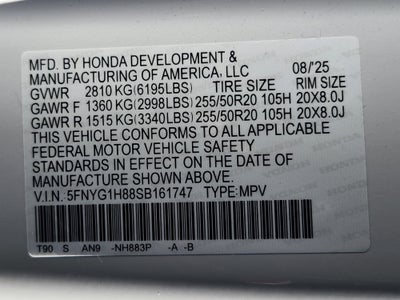 MFD. BY HONDA DEVELOPMENT &
MANUFACTURING OF AMERICA, LLC 08/'25
GVWR 2810 KG(6195LBS) TIRE SIZE RIM SIZE
GAWR F 1360 KG(2998LBS) 255/50R20 105H 20X8.0J
GAWR R 1515 KG(3340LBS) 255/50R20 105H 20X8.0J
THIS VEHICLE CONFORMS TO ALL APPLICABLE
FEDERAL MOTOR VEHICLE SAFETY
STANDARDS IN EFFECT ON THE DATE OF
MANUFACTURE SHOWN ABOVE.
V.I.N. 5FNYG1H88SB161747 TYPE: MPV
T90 S AN9 -NH883P -A -B